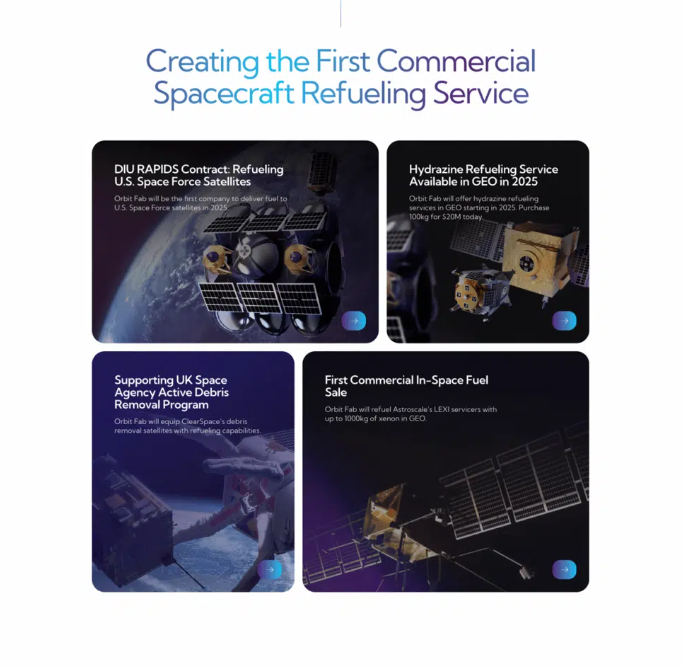 Creating the First Commercial
Spacecraft Refueling Service
DIU RAPIDS Contract: Refueling
U.S. Space Force Satellites
Orbit Fab will be the first company to deliver fuel to
U.S. Space Force satellites in 2025.
Hydrazine Refueling Service
Available in GEO in 2025
Orbit Fab will offer hydrazine refueling
services in GEO starting in 2025. Purchase
100kg for $20M today.
Supporting UK Space
Agency Active Debris
Removal Program
Orbit Fab will equip ClearSpace's debris
removal satellites with refueling capabilities.
First Commercial In-Space Fuel
Sale
Orbit Fab will refuel Astroscale's LEXI servicers with
up to 1000kg of xenon in GEO.